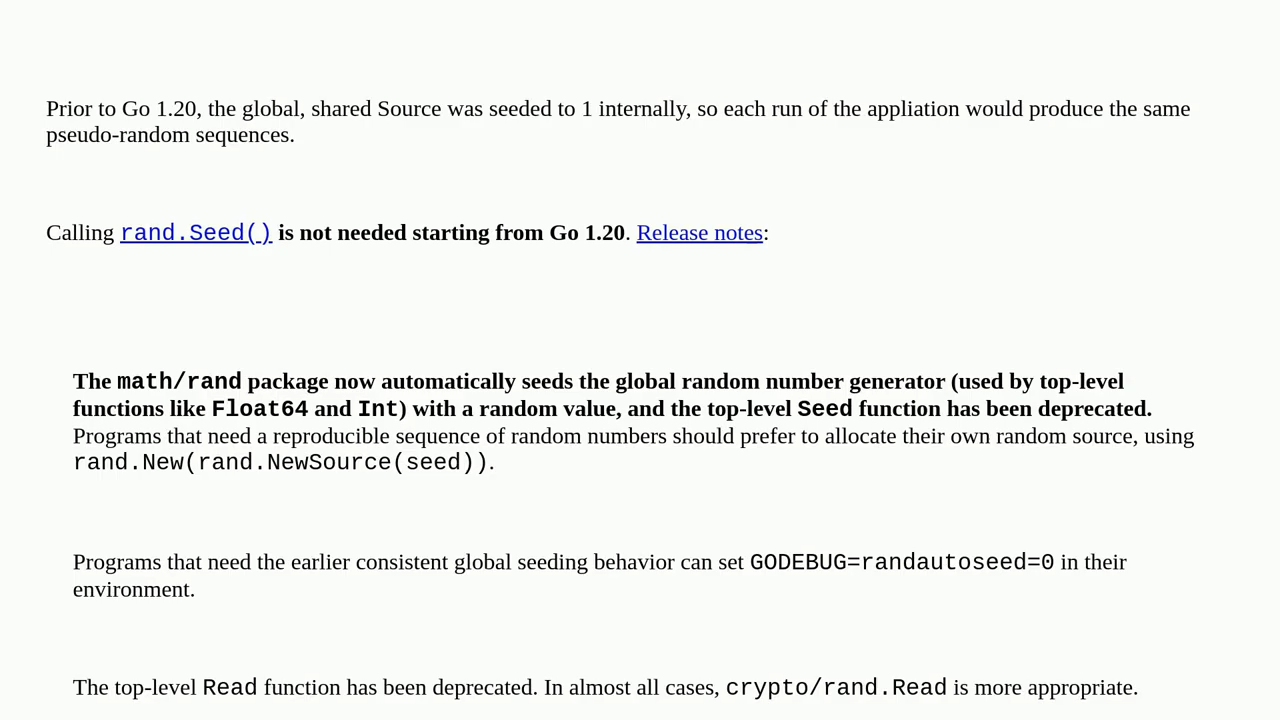 Prior to Go 1.20, the global, shared Source was seeded to 1 internally, so each run of the appliation would produce the same
pseudo-random sequences.
Calling rand.Seed() is not needed starting from Go 1.20. Release notes:
The math/rand package now automatically seeds the global random number generator (used by top-level
functions like Float64 and Int) with a random value, and the top-level Seed function has been deprecated.
Programs that need a reproducible sequence of random numbers should prefer to allocate their own random source, using
rand.New(rand.NewSource(seed)).
Programs that need the earlier consistent global seeding behavior can set GODEBUG=randautoseed=0 in their
environment.
The top-level Read function has been deprecated. In almost all cases, crypto/rand.Read is more appropriate.